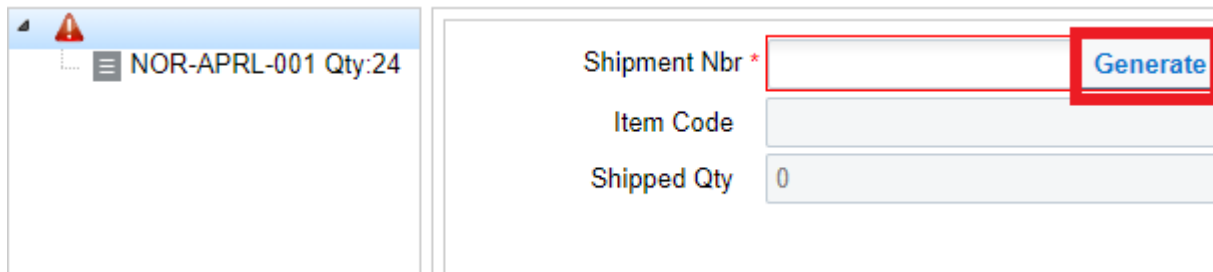 NOR-APRL-001 Qty:24
Shipment Nbr * Generate
Item Code
Shipped Qty 0